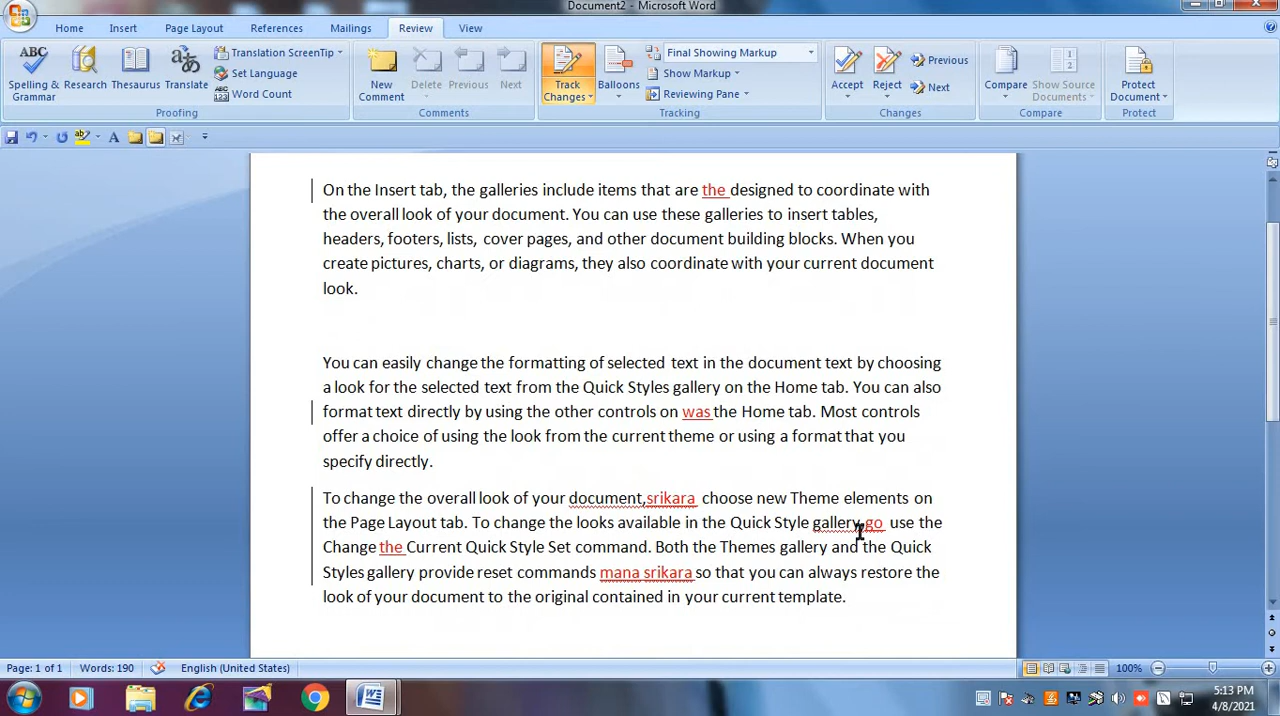 Document2 - Microsoft Word
Home Insert Page Layout References Mailings Review View
Spelling & Grammar Research Thesaurus Translate
Translation ScreenTip
Set Language
ABC 123 Word Count
Proofing
New Comment Delete Previous Next
Comments
Track Changes Balloons
Final Showing Markup
Show Markup
Reviewing Pane
Tracking
Accept Reject Previous
Next
Changes
Compare Show Source Documents
Compare
Protect Document
Protect
On the Insert tab, the galleries include items that are the designed to coordinate with
the overall look of your document. You can use these galleries to insert tables,
headers, footers, lists, cover pages, and other document building blocks. When you
create pictures, charts, or diagrams, they also coordinate with your current document
look.
You can easily change the formatting of selected text in the document text by choosing
a look for the selected text from the Quick Styles gallery on the Home tab. You can also
format text directly by using the other controls on was the Home tab. Most controls
offer a choice of using the look from the current theme or using a format that you
specify directly.
To change the overall look of your document,srikara choose new Theme elements on
the Page Layout tab. To change the looks available in the Quick Style gallery,go use the
Change the Current Quick Style Set command. Both the Themes gallery and the Quick
Styles gallery provide reset commands mana srikara so that you can always restore the
look of your document to the original contained in your current template.
Page: 1 of 1 Words: 190 English (United States) 100%
5:13 PM
4/8/2021